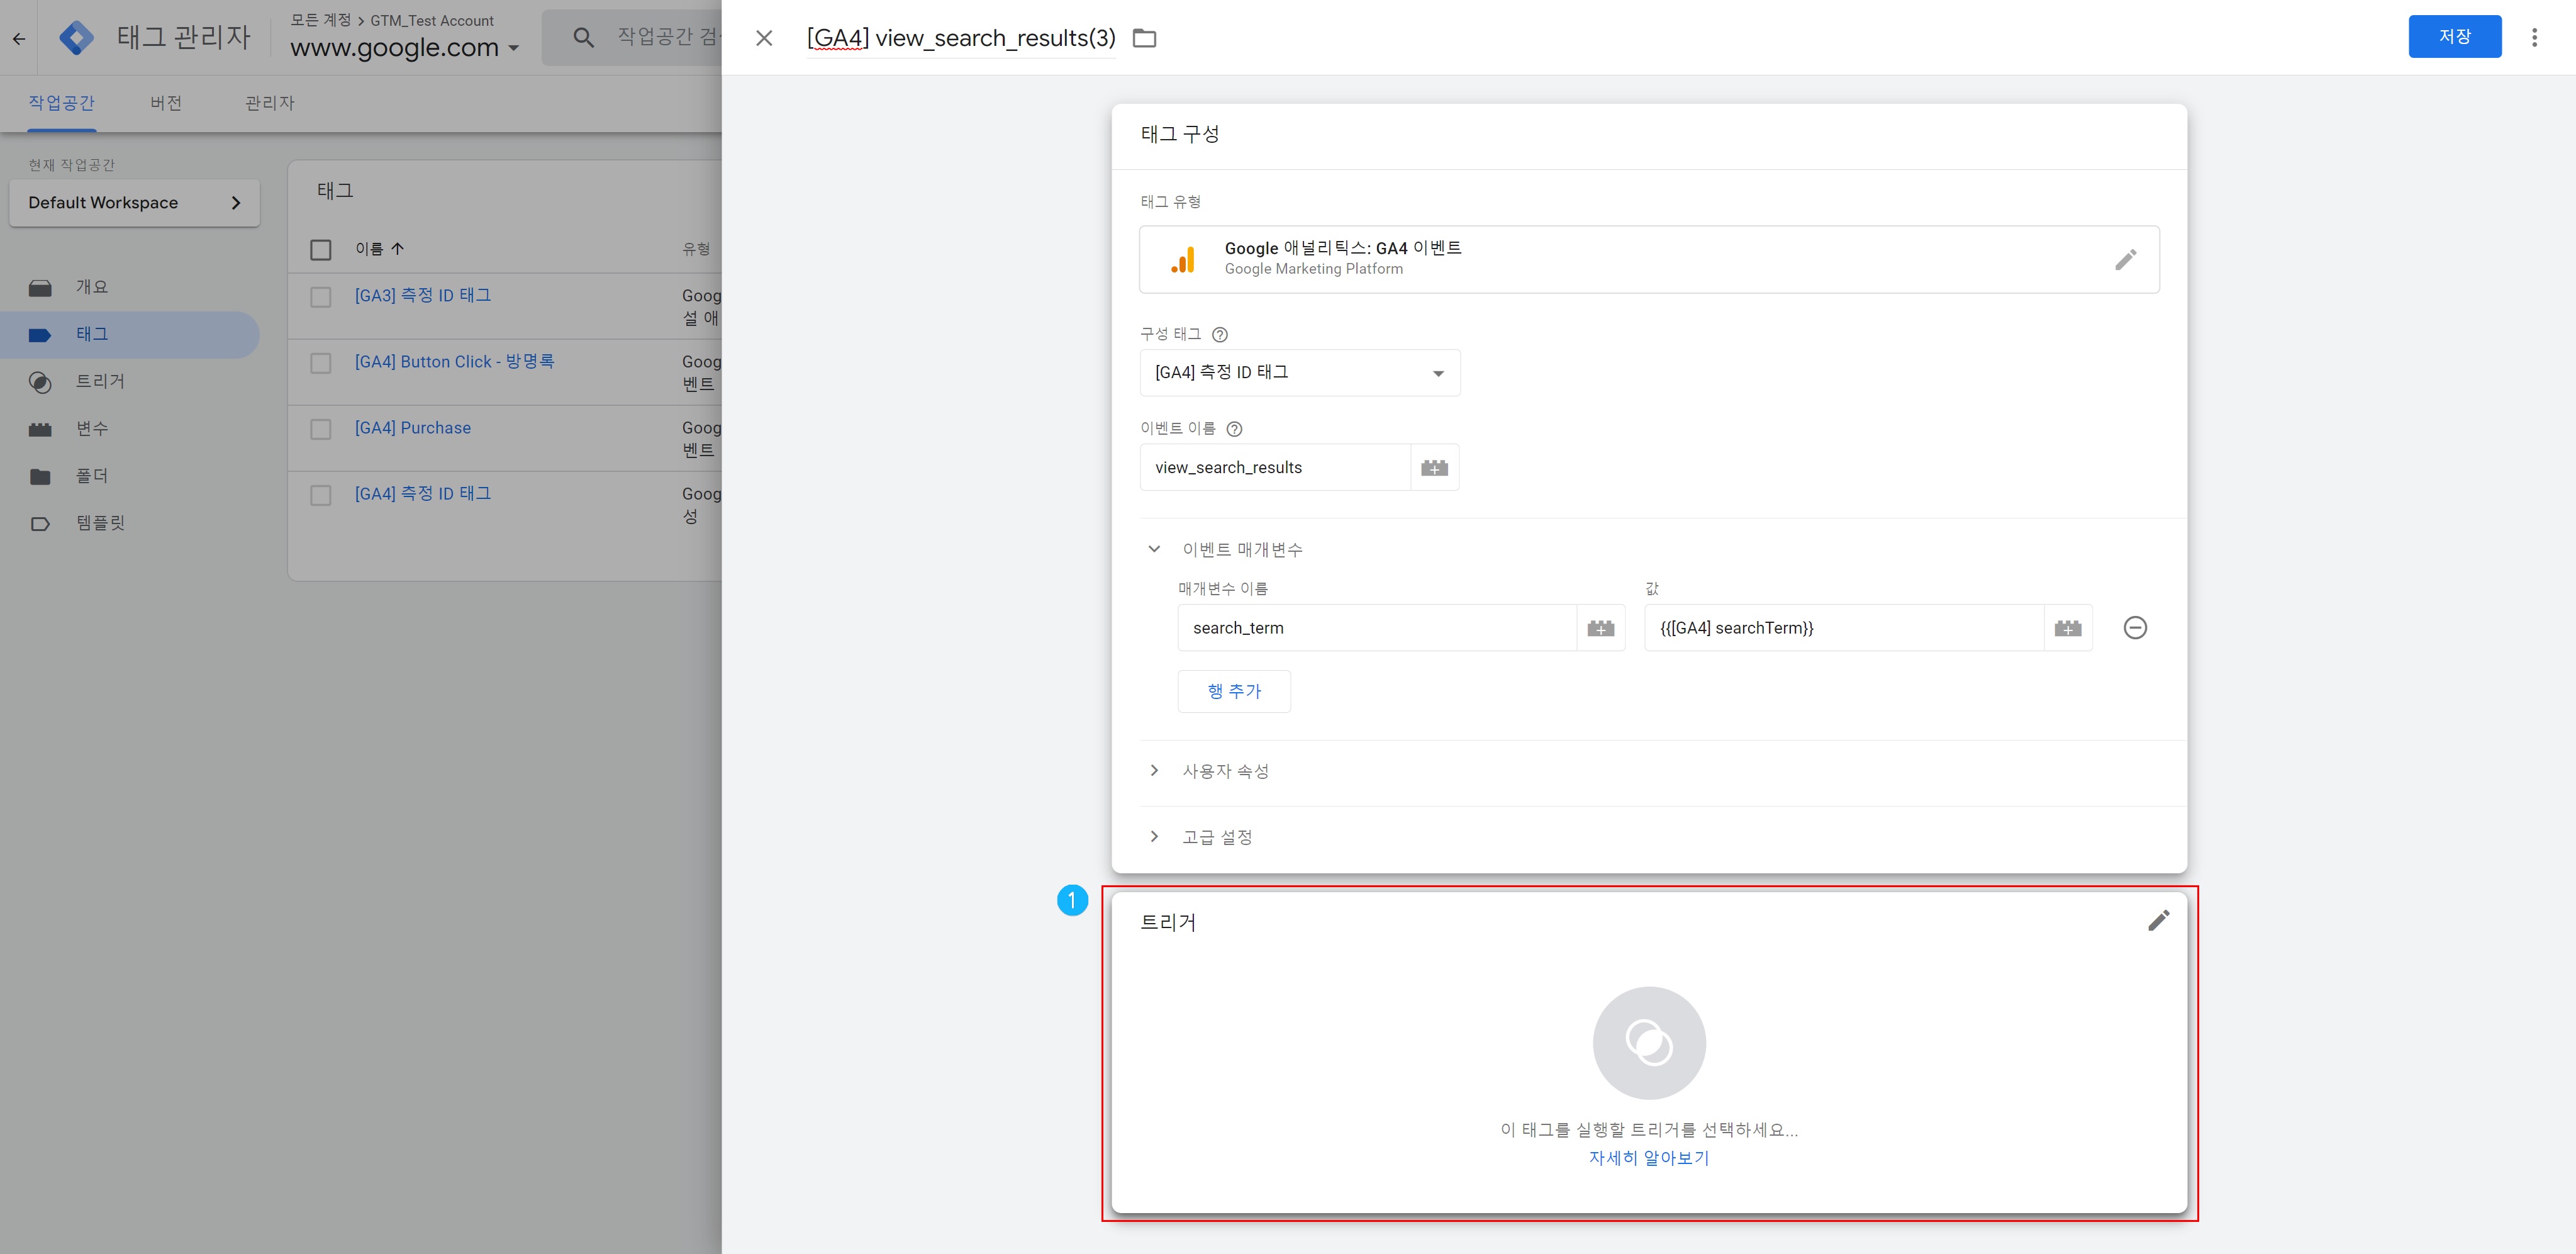 태그 관리자
모든 계정 > GTM_Test Account
www.google.com
작업공간 검
[GA4] view_search_results(3)
저장
작업공간
버전
관리자
현재 작업공간
Default Workspace
개요
태그
트리거
변수
폴더
템플릿
태그
이름
유형
[GA3] 측정 ID 태그
Goog
설 애
[GA4] Button Click - 방명록
Goog
벤트
[GA4] Purchase
Goog
벤트
[GA4] 측정 ID 태그
Goog
성
태그 구성
태그 유형
Google 애널리틱스: GA4 이벤트
Google Marketing Platform
구성 태그
[GA4] 측정 ID 태그
이벤트 이름
view_search_results
이벤트 매개변수
매개변수 이름
값
search_term
{{[GA4] searchTerm}}
행 추가
사용자 속성
고급 설정
1
트리거
이 태그를 실행할 트리거를 선택하세요...
자세히 알아보기